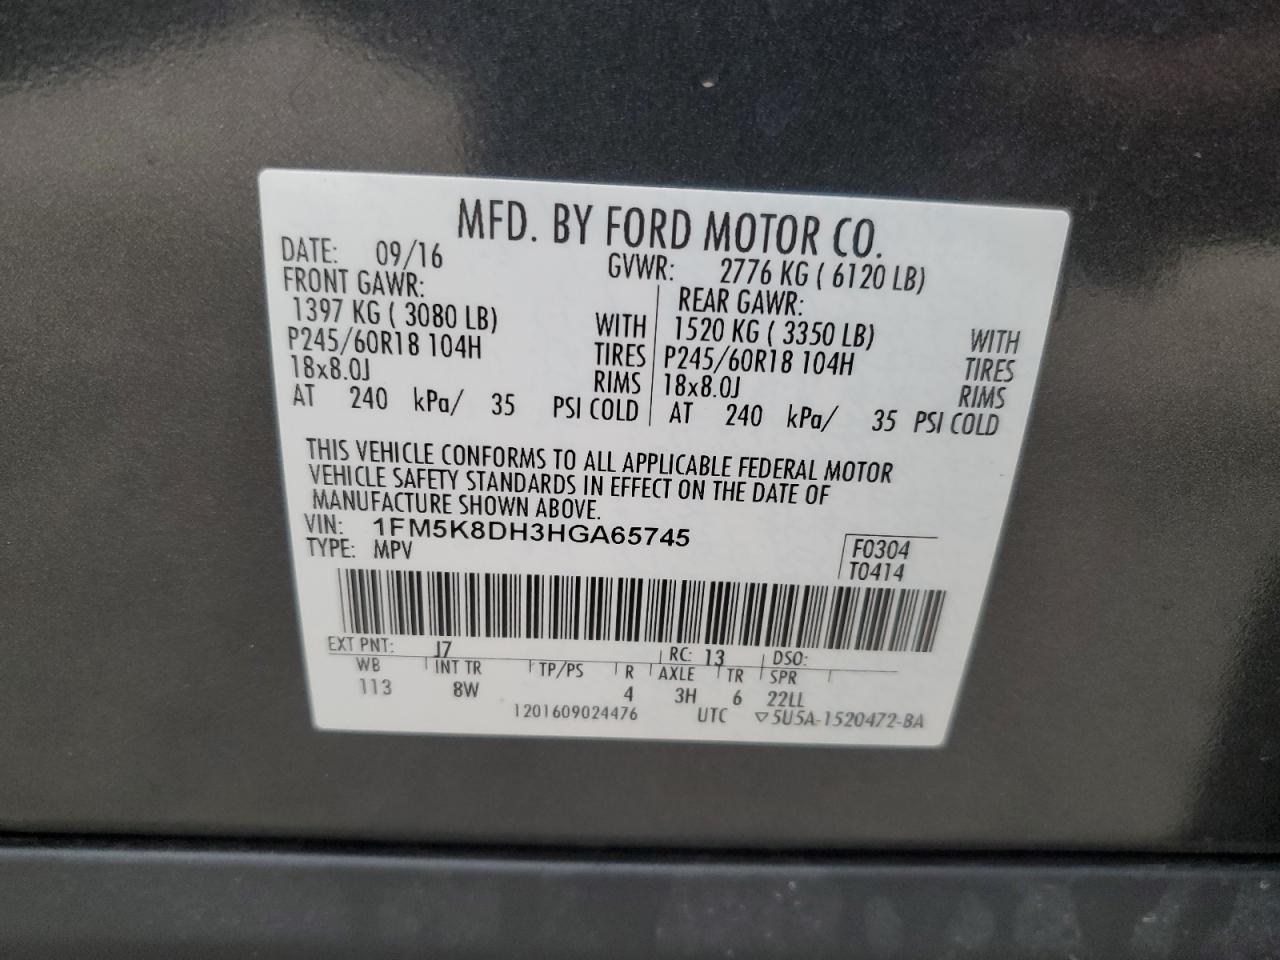 MFD. BY FORD MOTOR CO.
DATE: 09/16 GVWR: 2776 KG ( 6120 LB)
FRONT GAWR:
1397 KG ( 3080 LB) WITH
P245/60R18 104H TIRES
18x8.0J RIMS
AT 240 kPa/ 35 PSI COLD
REAR GAWR:
1520 KG ( 3350 LB) WITH
P245/60R18 104H TIRES
18x8.0J RIMS
AT 240 kPa/ 35 PSI COLD
THIS VEHICLE CONFORMS TO ALL APPLICABLE FEDERAL MOTOR
VEHICLE SAFETY STANDARDS IN EFFECT ON THE DATE OF
MANUFACTURE SHOWN ABOVE.
VIN: 1FM5K8DH3HGA65745
TYPE: MPV
F0304
T0414
EXT PNT: J7 RC: 13 DSO:
WB INT TR TP/PS R AXLE TR SPR
113 8W 4 3H 6 22LL
1201609024476 UTC ▽5U5A-1520472-BA